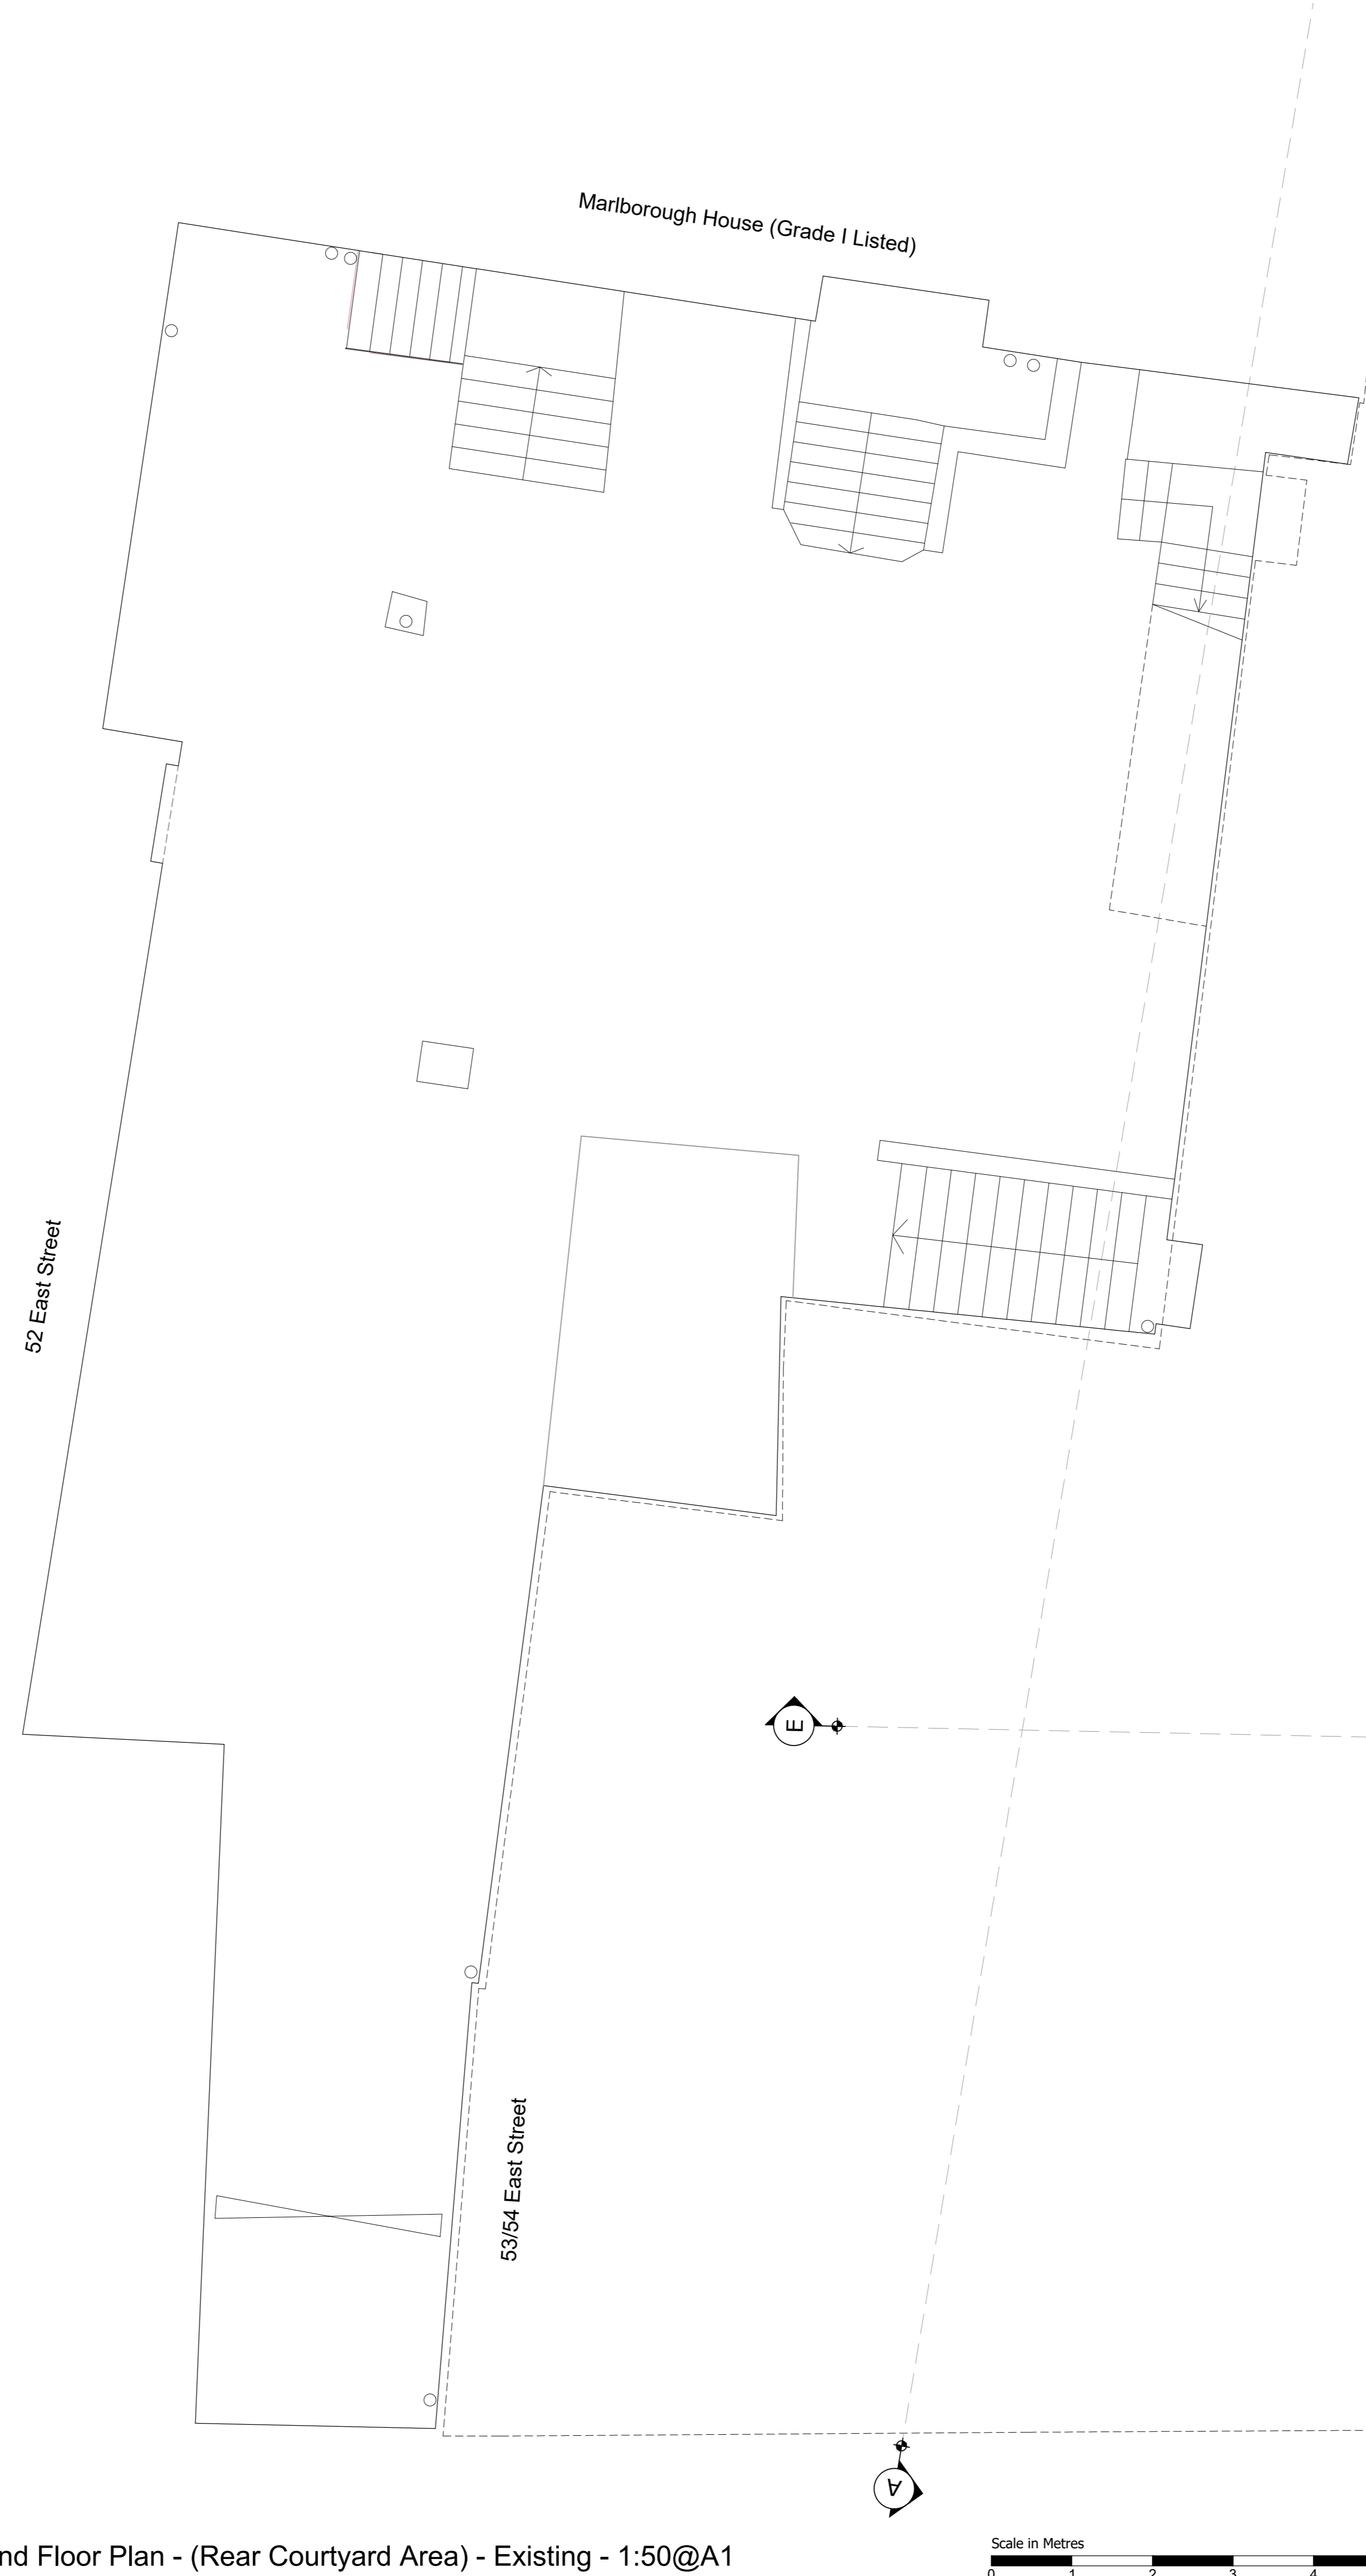 Marlborough House (Grade I Listed)
52 East Street
E
53/54 East Street
A
nd Floor Plan - (Rear Courtyard Area) - Existing - 1:50@A1
Scale in Metres
0 1 2 3 4